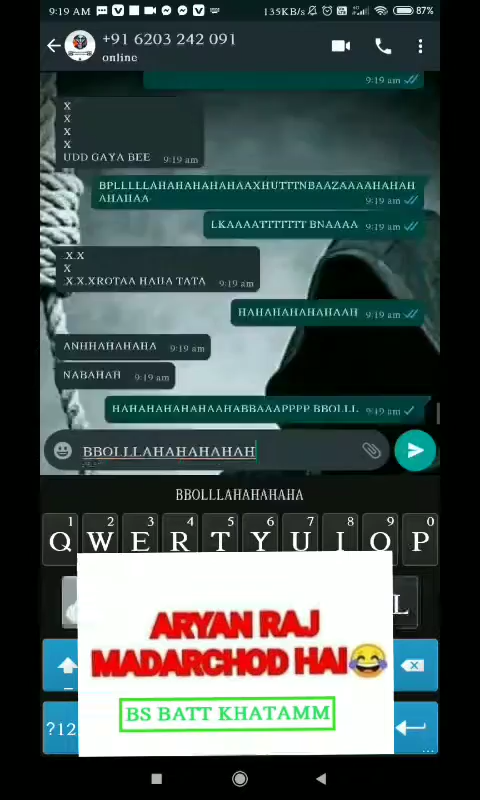 9:19 AM
135KB/s
87%
+91 6203 242 091
online
9:19 am
X
X
X
X
UDD GAYA BEE 9:19 am
BPLLLLLAHAHAHAHAHAAXHUTTTNBAAZAAAAHAHAH
AHAHAA 9:19 am
LKAAAATTTTTTT BNAAAA 9:19 am
.X.X
X
.X.X.XROTAA HAUA TATA 9:19 am
HAHAHAHAHAHAAH 9:19 am
ANHHAHAHAHA 9:19 am
NABAHAH 9:19 am
HAHAHAHAHAHAAHABBAAAPPPP BBOLLL 9:19 am
BBOLLLAHAHAHAHAH
BBOLLLAHAHAHAHA
1 2 3 4 5 6 7 8 9 0
Q W E R T Y U I O P
L
ARYAN RAJ
MADARCHOD HAI😂
?12
BS BATT KHATAMM